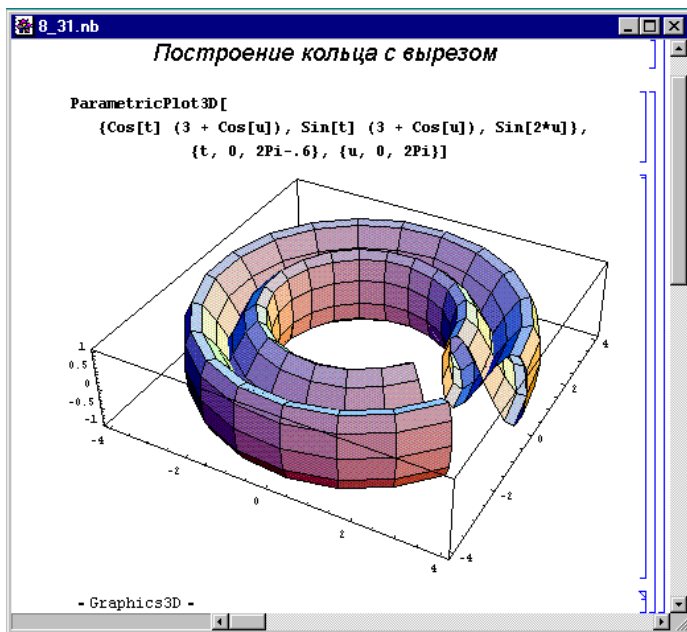 8_31.nb
Построение кольца с вырезом
ParametricPlot3D[
{Cos[t] (3 + Cos[u]), Sin[t] (3 + Cos[u]), Sin[2*u]},
{t, 0, 2Pi-.6}, {u, 0, 2Pi}]
1
0.5
0
-0.5
-1
-4
-2
0
2
4
-4
-2
0
2
4
- Graphics3D -